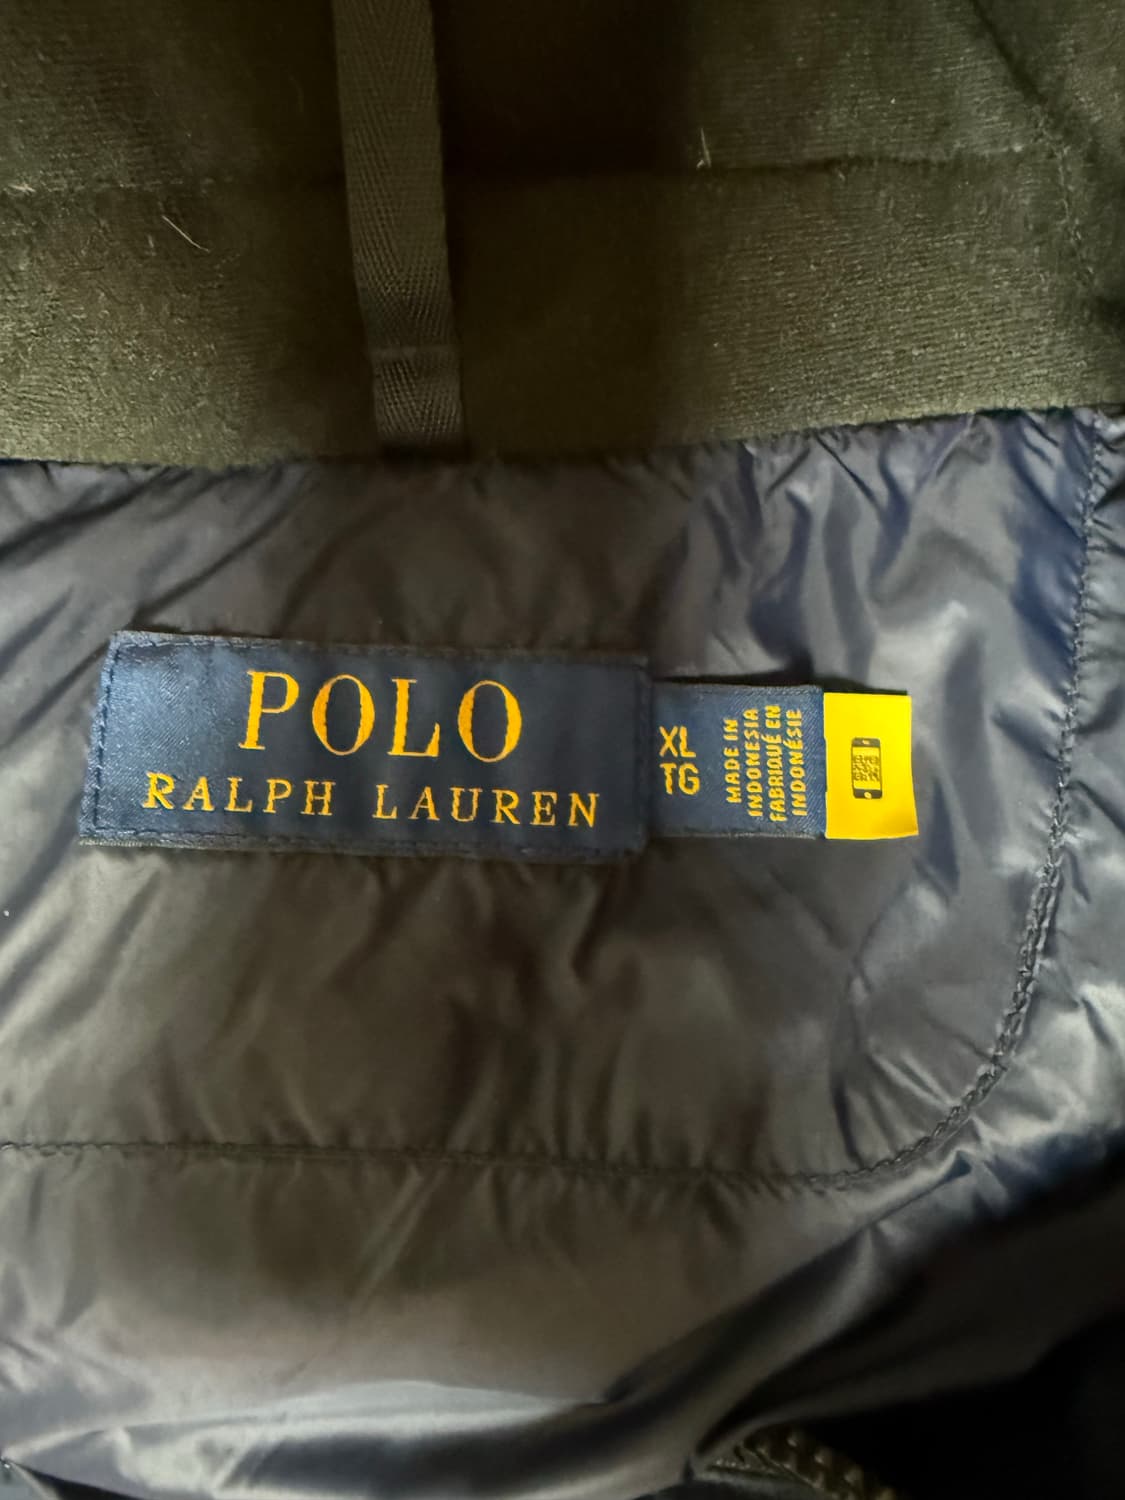 POLO
RALPH LAUREN
XL
TG
MADE IN
INDONESIA
FABRIQUÉ EN
INDONÉSIE